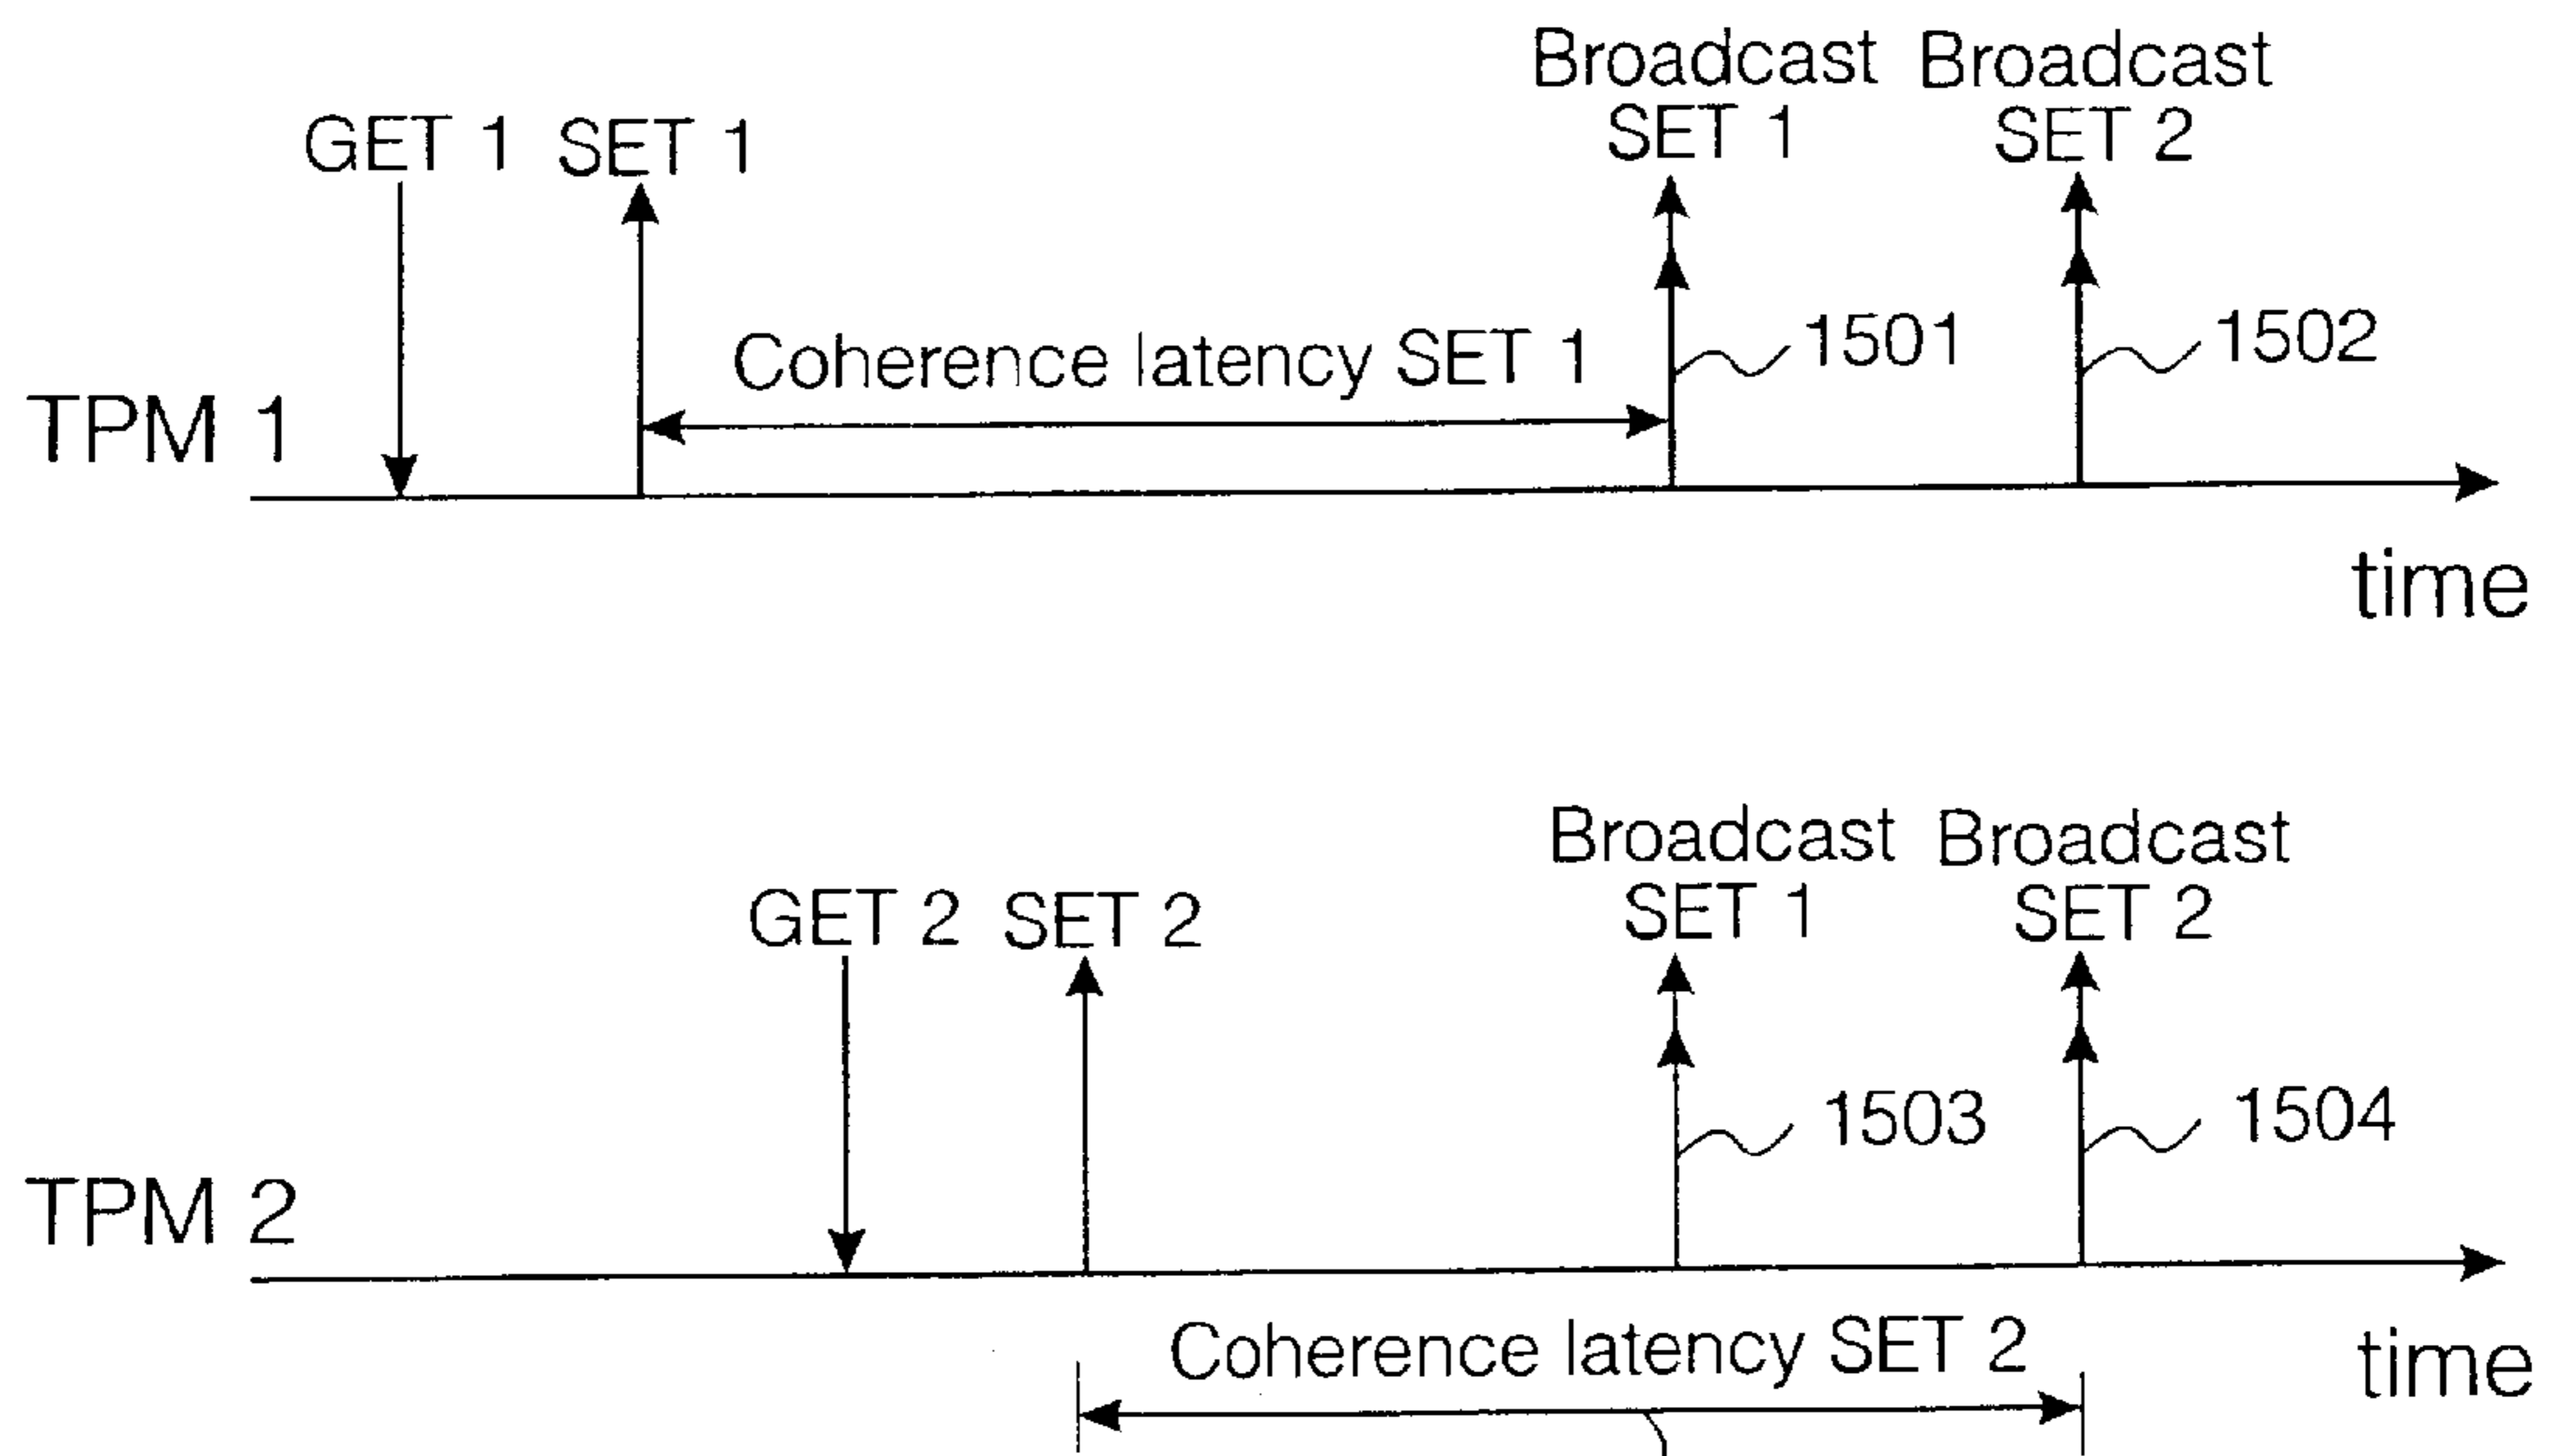 Broadcast Broadcast
GET 1 SET 1 SET 1 SET 2
Coherence latency SET 1 1501 1502
TPM 1
time
Broadcast Broadcast
GET 2 SET 2 SET 1 SET 2
1503 1504
TPM 2
Coherence latency SET 2
time